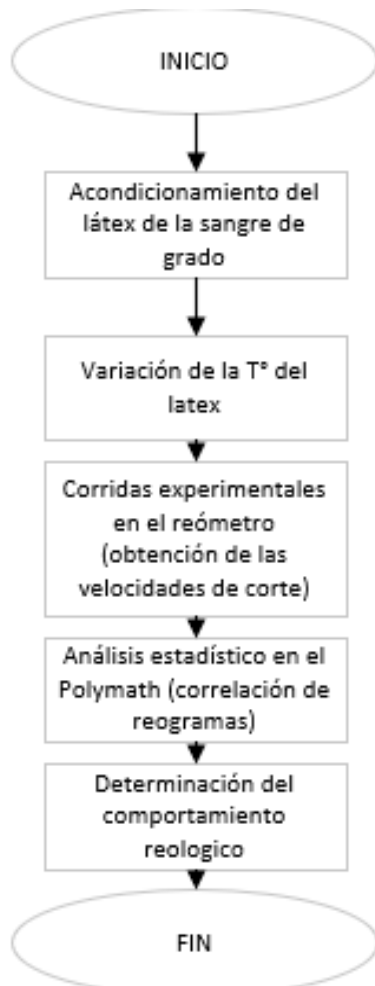 INICIO
Acondicionamiento del
látex de la sangre de
grado
Variación de la T° del
latex
Corridas experimentales
en el reómetro
(obtención de las
velocidades de corte)
Análisis estadístico en el
Polymath (correlación de
reogramas)
Determinación del
comportamiento
reologico
FIN